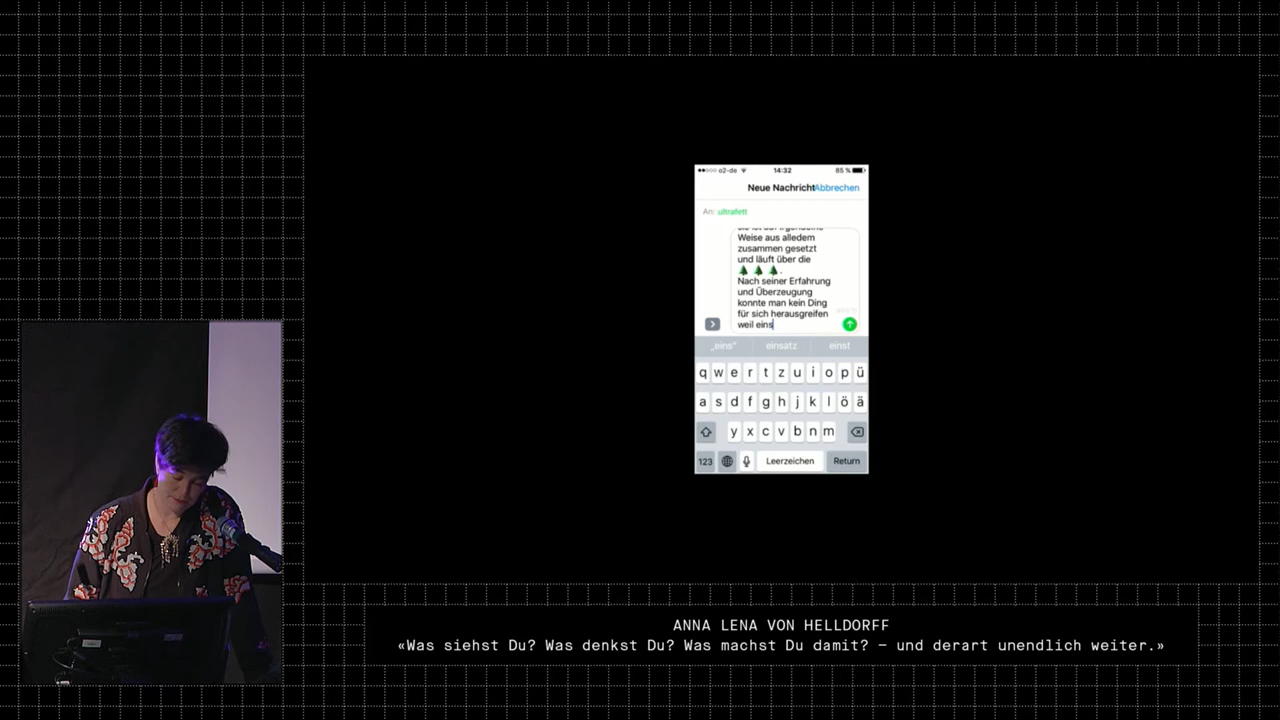 o2-de 14:32 85 %
Neue Nachricht Abbrechen
An: ultrafett
Weise aus alledem
zusammen gesetzt
und läuft über die
🌲 🌲 🌲.
Nach seiner Erfahrung
und Überzeugung
konnte man kein Ding
für sich herausgreifen
weil eins
„eins“ einsatz einst
q w e r t z u i o p ü
a s d f g h j k l ö ä
y x c v b n m
123 Leerzeichen Return
ANNA LENA VON HELLDORFF
«Was siehst Du? Was denkst Du? Was machst Du damit? – und derart unendlich weiter.»